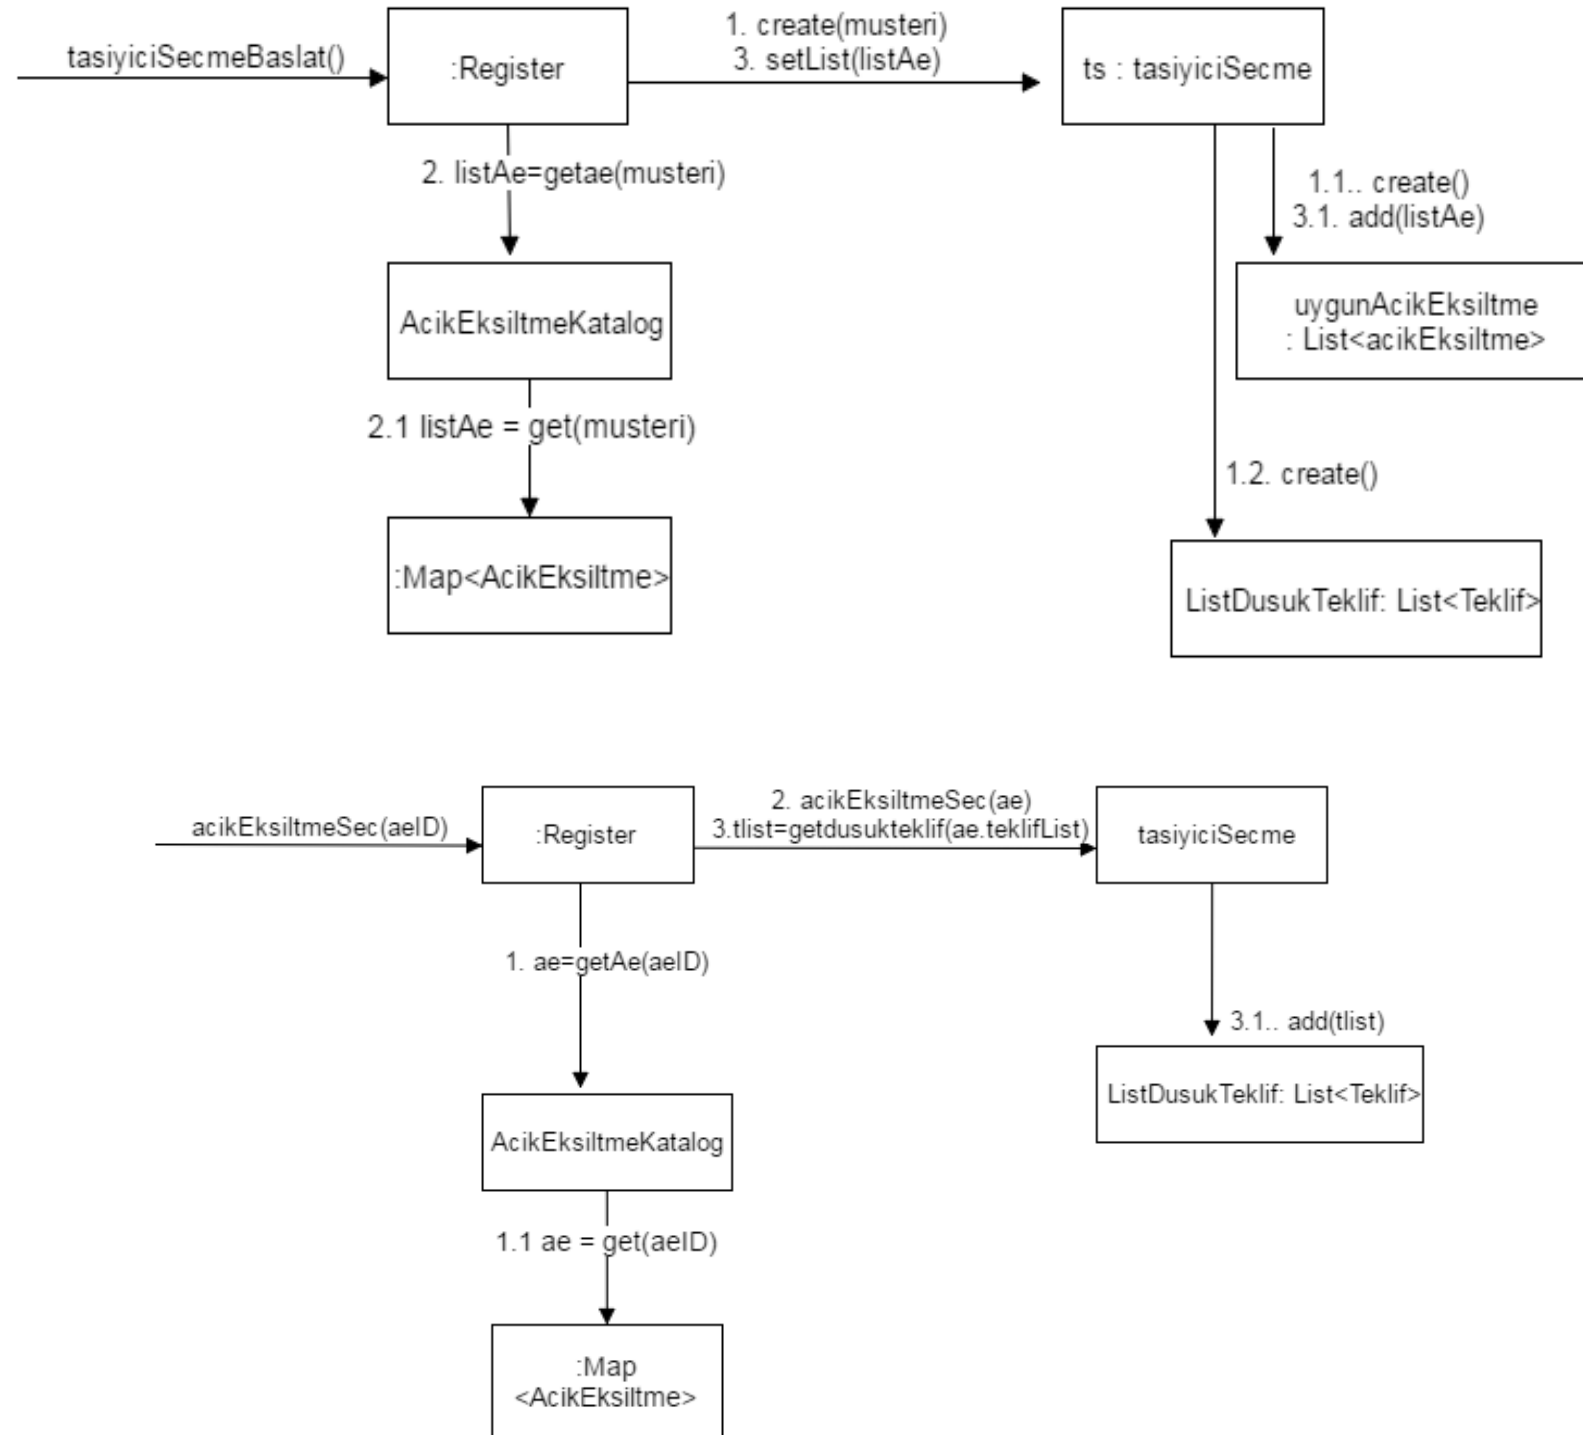 tasiyiciSecmeBaslat()
:Register
1. create(musteri)
3. setList(listAe)
ts : tasiyiciSecme
2. listAe=getae(musteri)
1.1.. create()
3.1. add(listAe)
AcikEksiltmeKatalog
uygunAcikEksiltme
: List<acikEksiltme>
2.1 listAe = get(musteri)
1.2. create()
:Map<AcikEksiltme>
ListDusukTeklif: List<Teklif>
acikEksiltmeSec(aeID)
:Register
2. acikEksiltmeSec(ae)
3.tlist=getdusukteklif(ae.teklifList)
tasiyiciSecme
1. ae=getAe(aeID)
3.1.. add(tlist)
AcikEksiltmeKatalog
ListDusukTeklif: List<Teklif>
1.1 ae = get(aeID)
:Map
<AcikEksiltme>